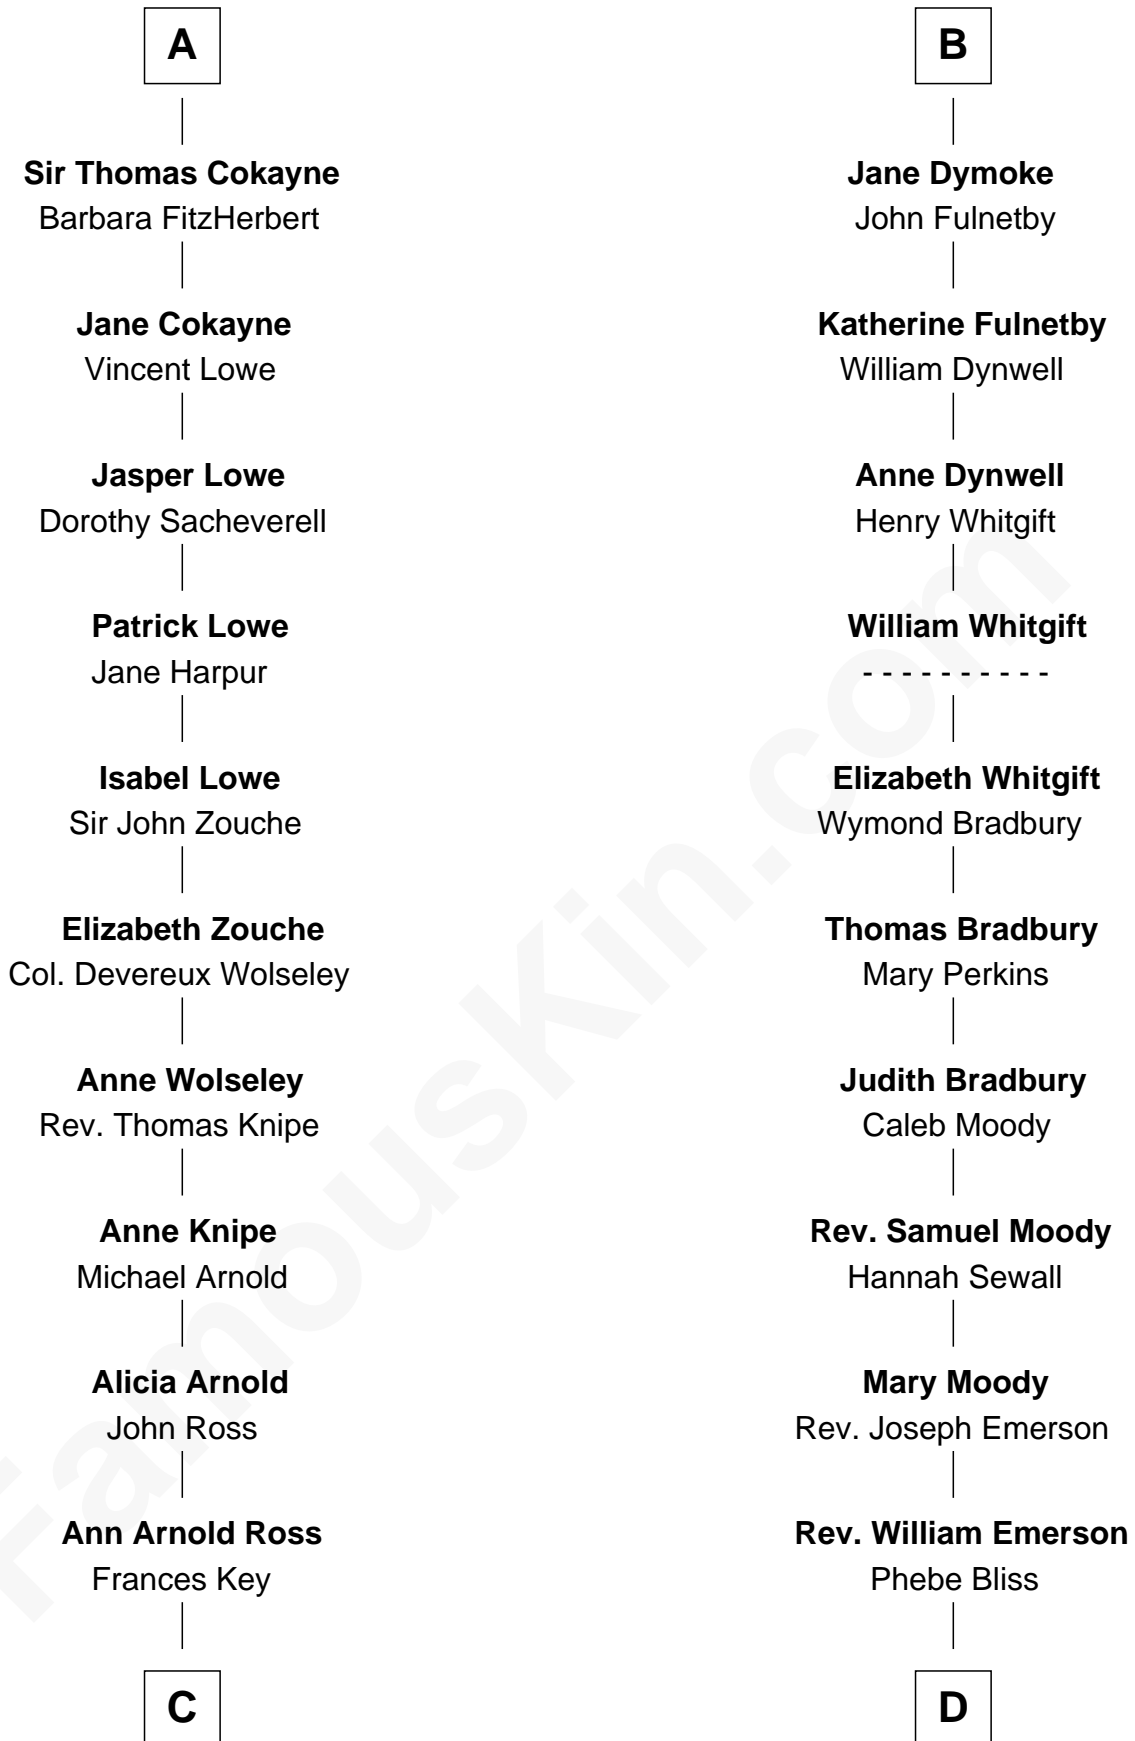 A
Sir Thomas Cokayne
Barbara FitzHerbert
Jane Cokayne
Vincent Lowe
Jasper Lowe
Dorothy Sacheverell
Patrick Lowe
Jane Harpur
Isabel Lowe
Sir John Zouche
Elizabeth Zouche
Col. Devereux Wolseley
Anne Wolseley
Rev. Thomas Knipe
Anne Knipe
Michael Arnold
Alicia Arnold
John Ross
Ann Arnold Ross
Frances Key
C
B
Jane Dymoke
John Fulnetby
Katherine Fulnetby
William Dynwell
Anne Dynwell
Henry Whitgift
William Whitgift
- - - - - - - - - -
Elizabeth Whitgift
Wymond Bradbury
Thomas Bradbury
Mary Perkins
Judith Bradbury
Caleb Moody
Rev. Samuel Moody
Hannah Sewall
Mary Moody
Rev. Joseph Emerson
Rev. William Emerson
Phebe Bliss
D
FamousKin.com